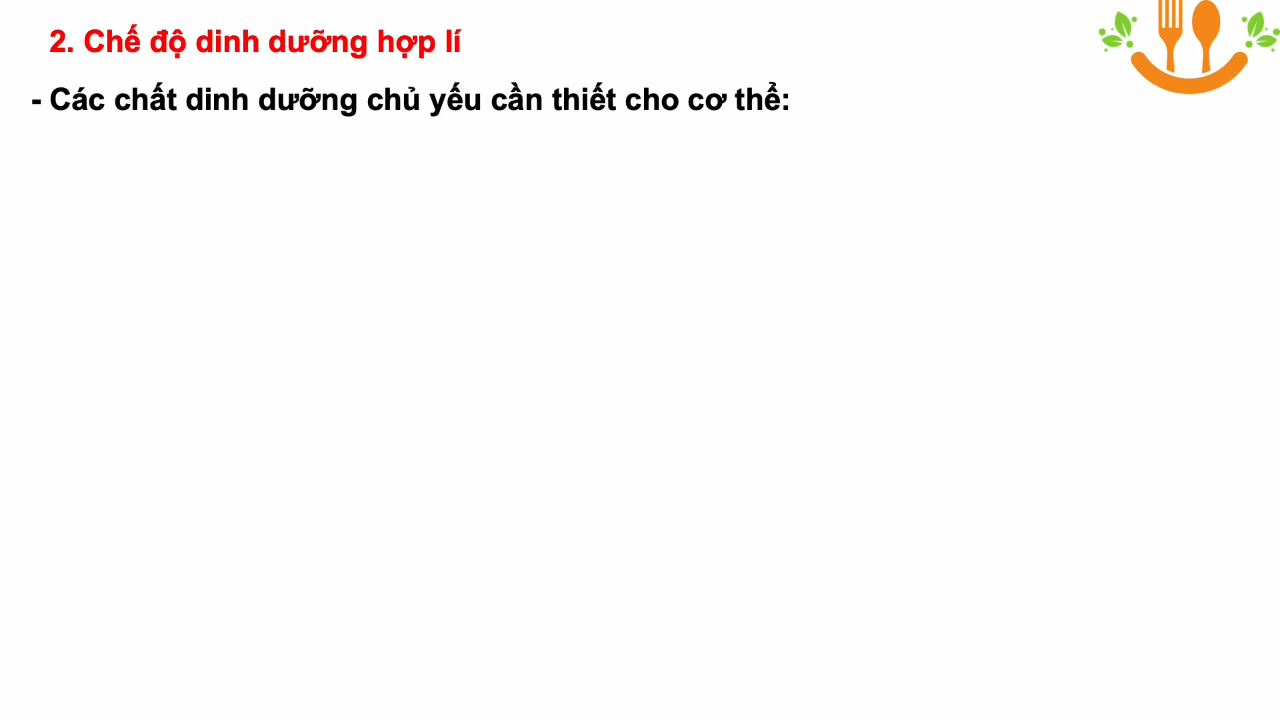 2. Chế độ dinh dưỡng hợp lí
- Các chất dinh dưỡng chủ yếu cần thiết cho cơ thể: